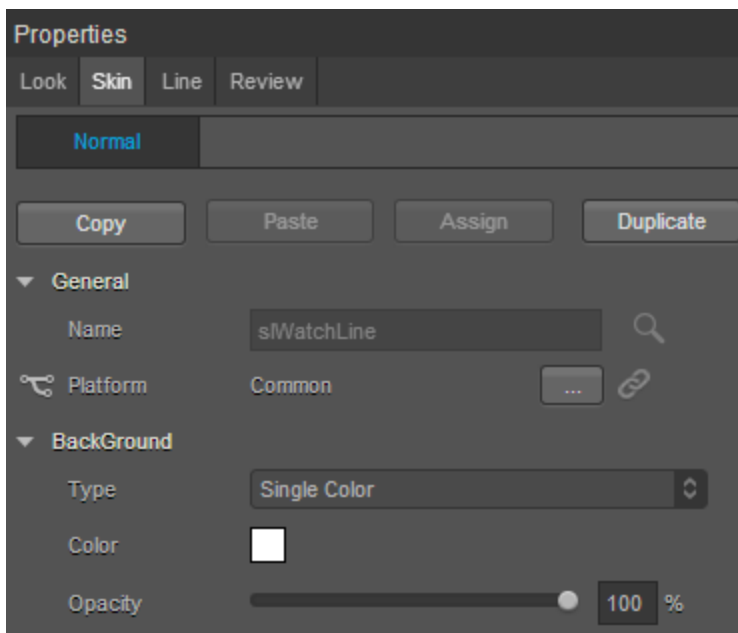 Properties
Look Skin Line Review
Normal
Copy Paste Assign Duplicate
General
Name slWatchLine
Platform Common ...
BackGround
Type Single Color
Color
Opacity 100 %